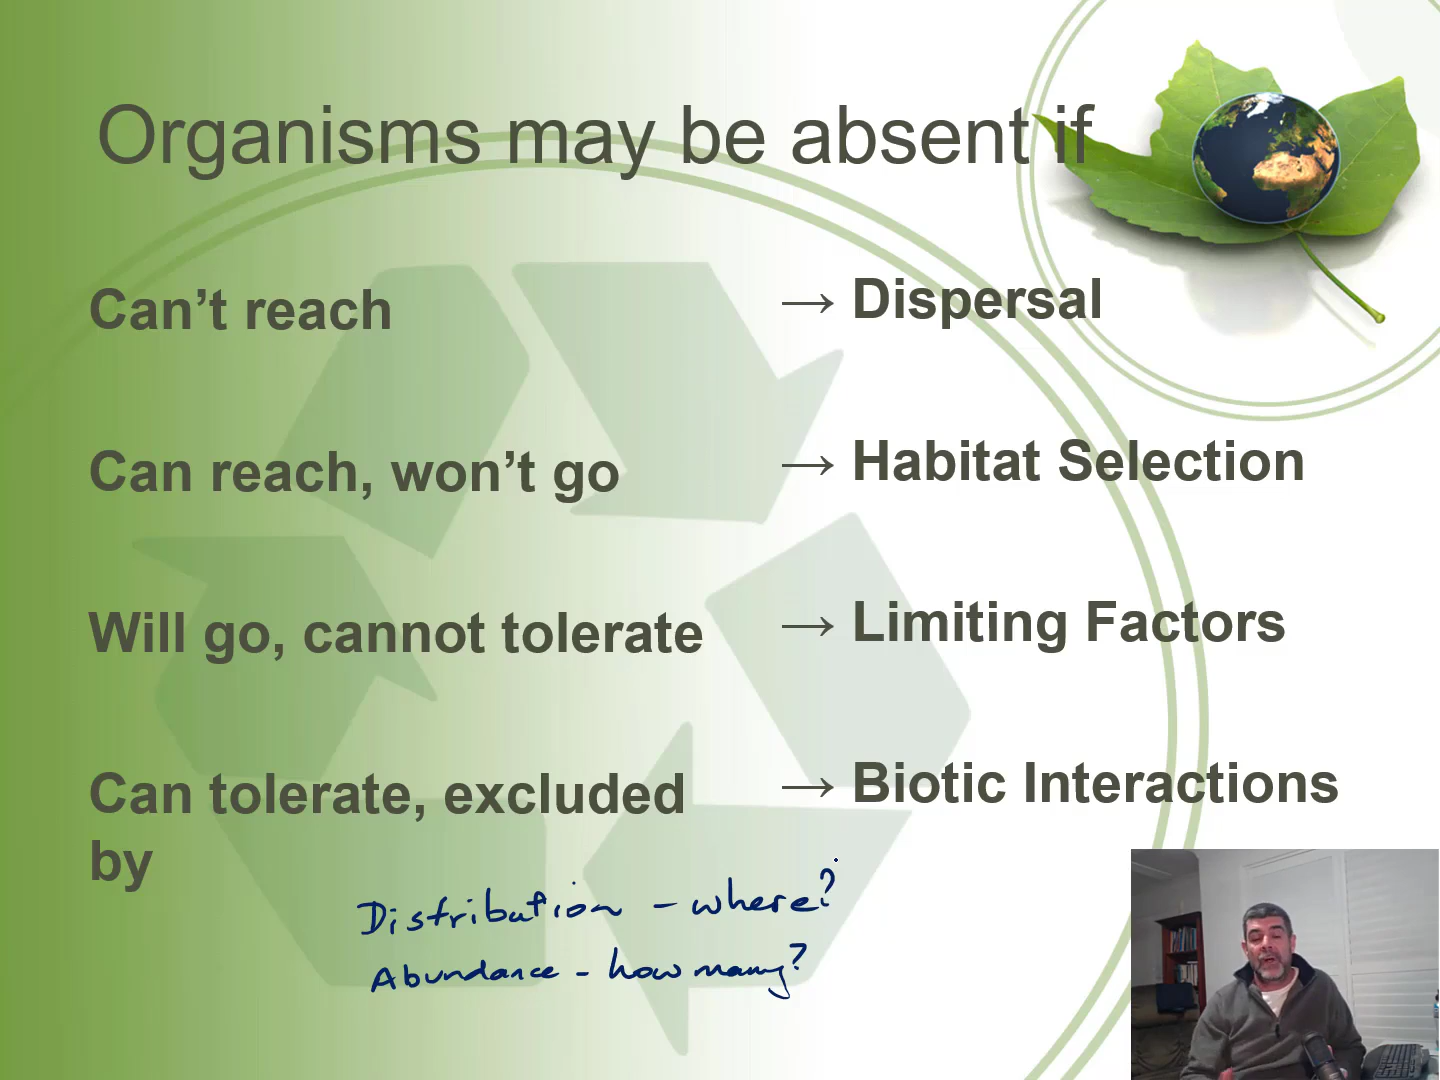 Organisms may be absent if
Can’t reach → Dispersal
Can reach, won’t go → Habitat Selection
Will go, cannot tolerate → Limiting Factors
Can tolerate, excluded → Biotic Interactions
by
Distribution - where?
Abundance - how many?